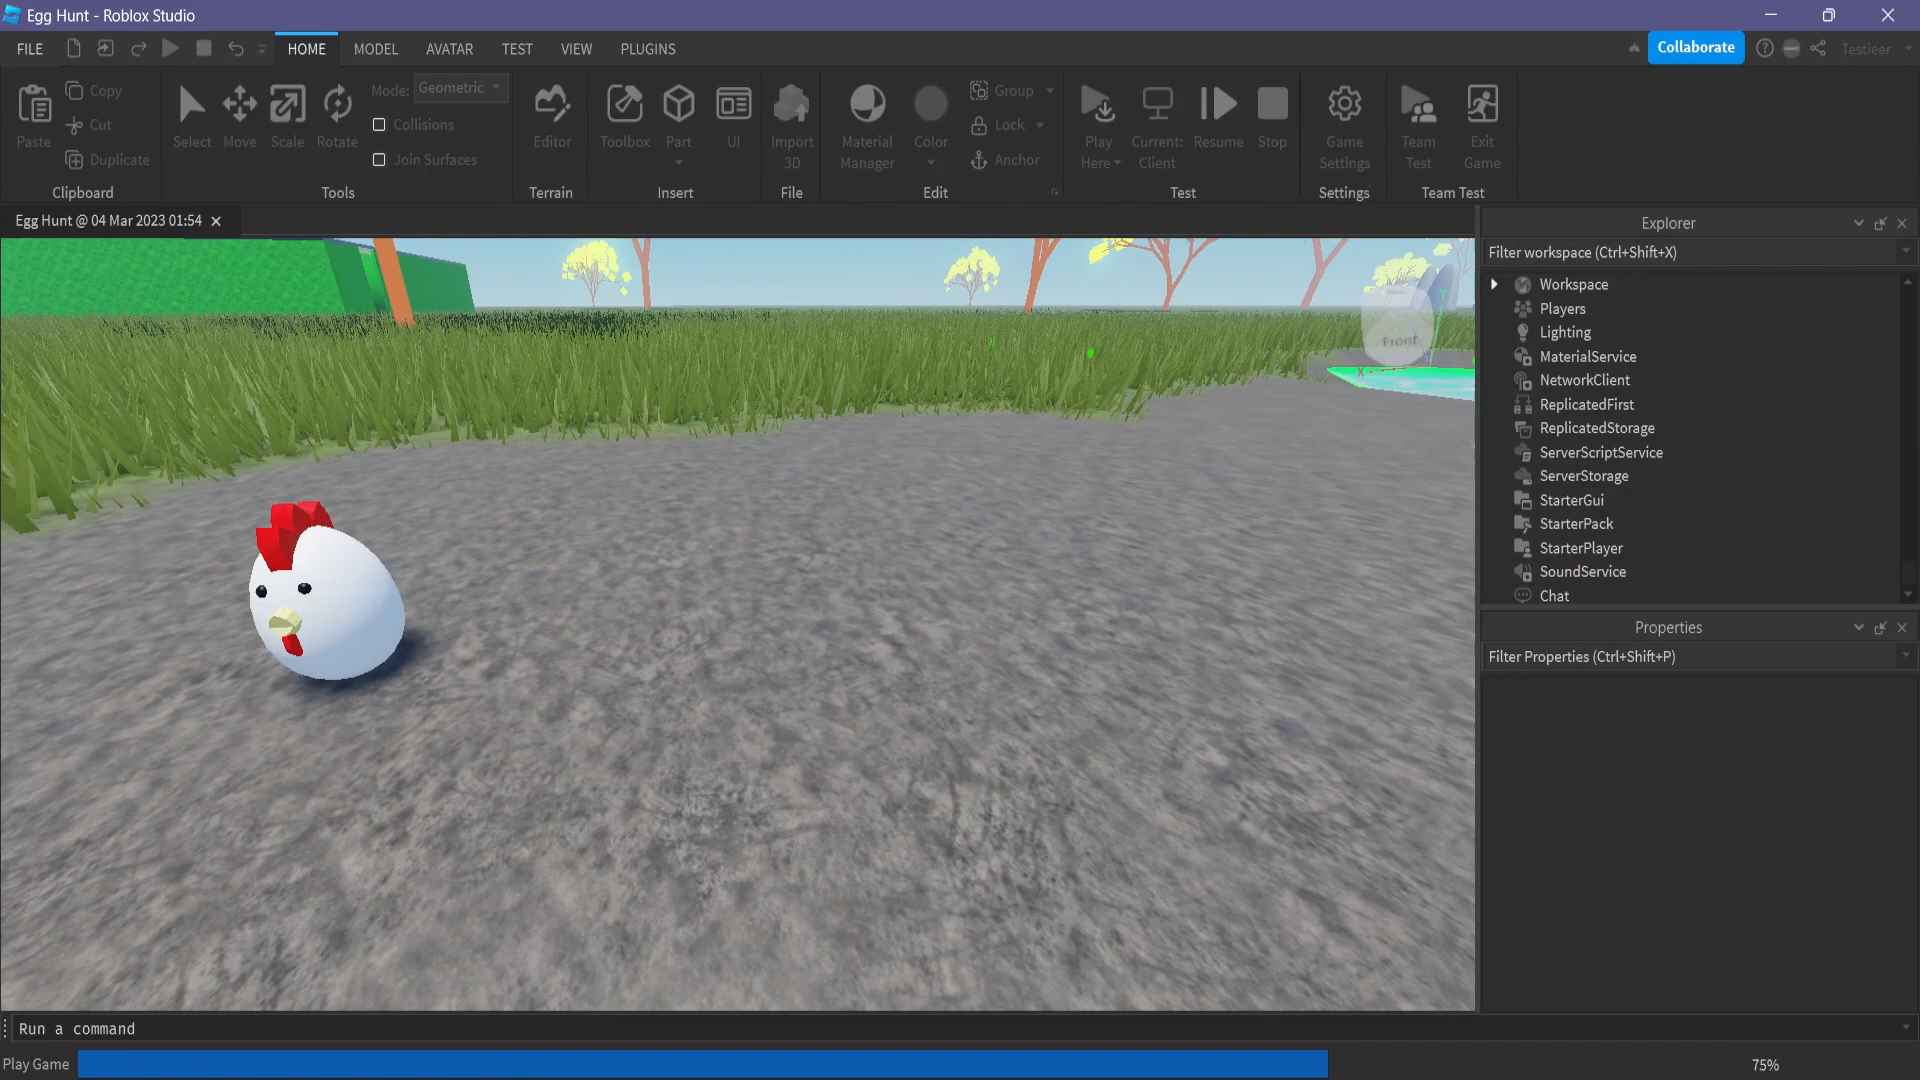 Egg Hunt - Roblox Studio
FILE HOME MODEL AVATAR TEST VIEW PLUGINS Collaborate Testieer
Paste
Copy
Cut
Duplicate
Clipboard
Select Move Scale Rotate
Mode: Geometric
Collisions
Join Surfaces
Tools
Editor
Terrain
Toolbox Part UI
Insert
Import
3D
File
Material
Manager
Color
Group
Lock
Anchor
Edit
Play
Here
Current:
Client
Resume Stop
Test
Game
Settings
Settings
Team
Test
Exit
Game
Team Test
Egg Hunt @ 04 Mar 2023 01:54
Front
X
Y
Explorer
Filter workspace (Ctrl+Shift+X)
Workspace
Players
Lighting
MaterialService
NetworkClient
ReplicatedFirst
ReplicatedStorage
ServerScriptService
ServerStorage
StarterGui
StarterPack
StarterPlayer
SoundService
Chat
Properties
Filter Properties (Ctrl+Shift+P)
Run a command
Play Game 75%